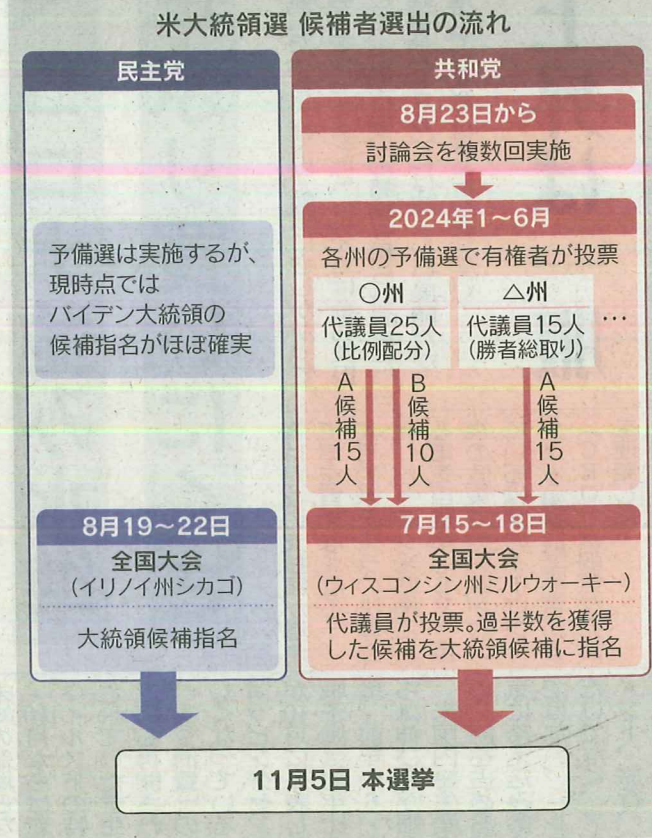 米大統領選 候補者選出の流れ
民主党
予備選は実施するが、
現時点では
バイデン大統領の
候補指名がほぼ確実
8月19～22日
全国大会
(イリノイ州シカゴ)
大統領候補指名
共和党
8月23日から
討論会を複数回実施
2024年1～6月
各州の予備選で有権者が投票
〇州
代議員25人
(比例配分)
A候補15人
B候補10人
△州
代議員15人
(勝者総取り)
A候補15人
…
7月15～18日
全国大会
(ウィスコンシン州ミルウォーキー)
代議員が投票。過半数を獲得
した候補を大統領候補に指名
11月5日 本選挙